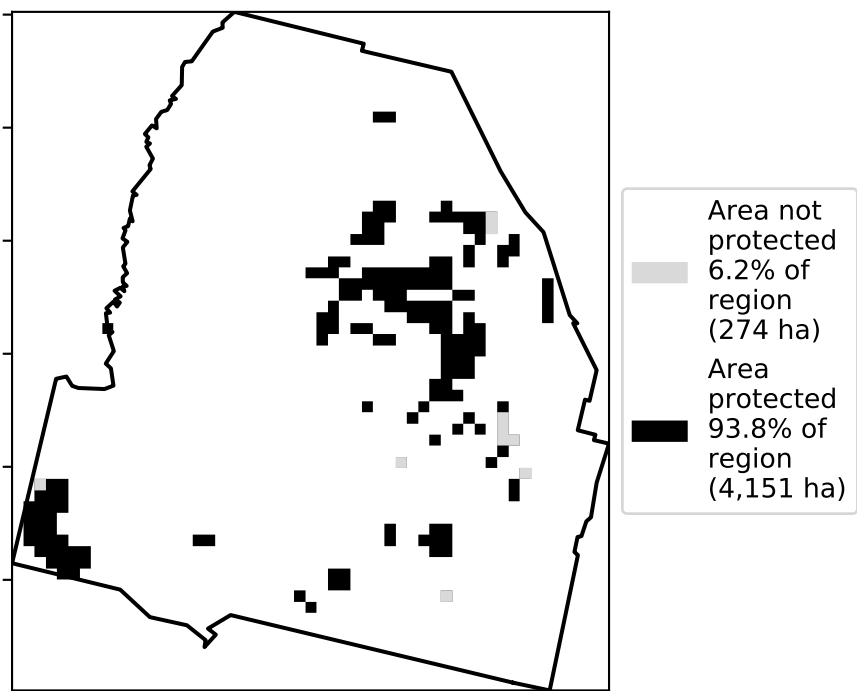 Area not
protected
6.2% of
region
(274 ha)
Area
protected
93.8% of
region
(4,151 ha)